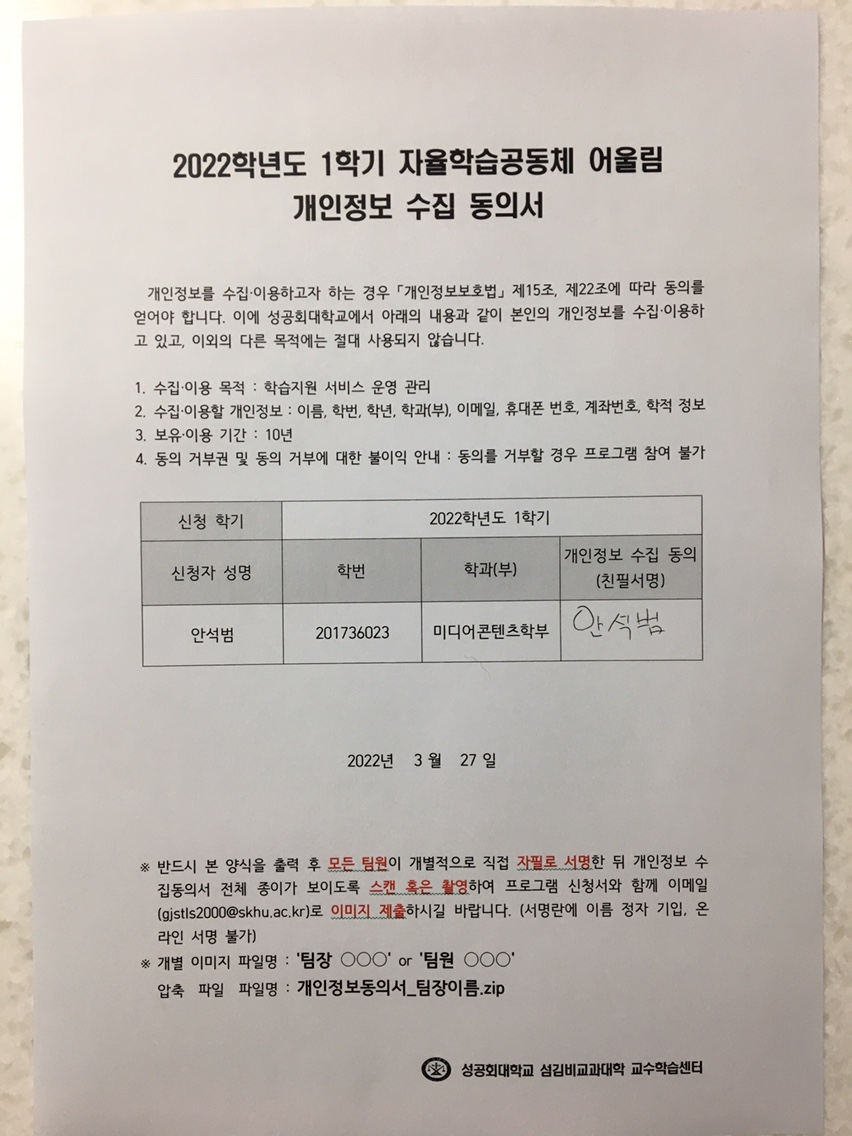 2022학년도 1학기 자율학습공동체 어울림
개인정보 수집 동의서
개인정보를 수집·이용하고자 하는 경우 「개인정보보호법」 제15조, 제22조에 따라 동의를
얻어야 합니다. 이에 성공회대학교에서 아래의 내용과 같이 본인의 개인정보를 수집·이용하
고 있고, 이외의 다른 목적에는 절대 사용되지 않습니다.
1. 수집·이용 목적 : 학습지원 서비스 운영 관리
2. 수집·이용할 개인정보 : 이름, 학번, 학년, 학과(부), 이메일, 휴대폰 번호, 계좌번호, 학적 정보
3. 보유·이용 기간 : 10년
4. 동의 거부권 및 동의 거부에 대한 불이익 안내 : 동의를 거부할 경우 프로그램 참여 불가
신청 학기 2022학년도 1학기
신청자 성명 학번 학과(부) 개인정보 수집 동의
(친필서명)
안석범 201736023 미디어콘텐츠학부 안석범
2022년 3 월 27 일
※ 반드시 본 양식을 출력 후 모든 팀원이 개별적으로 직접 자필로 서명한 뒤 개인정보 수
집동의서 전체 종이가 보이도록 스캔 혹은 촬영하여 프로그램 신청서와 함께 이메일
(gjstls2000@skhu.ac.kr)로 이미지 제출하시길 바랍니다. (서명란에 이름 정자 기입, 온
라인 서명 불가)
※ 개별 이미지 파일명 : '팀장 ○○○' or '팀원 ○○○'
압축 파일 파일명 : 개인정보동의서_팀장이름.zip
성공회대학교 섬김비교과대학 교수학습센터